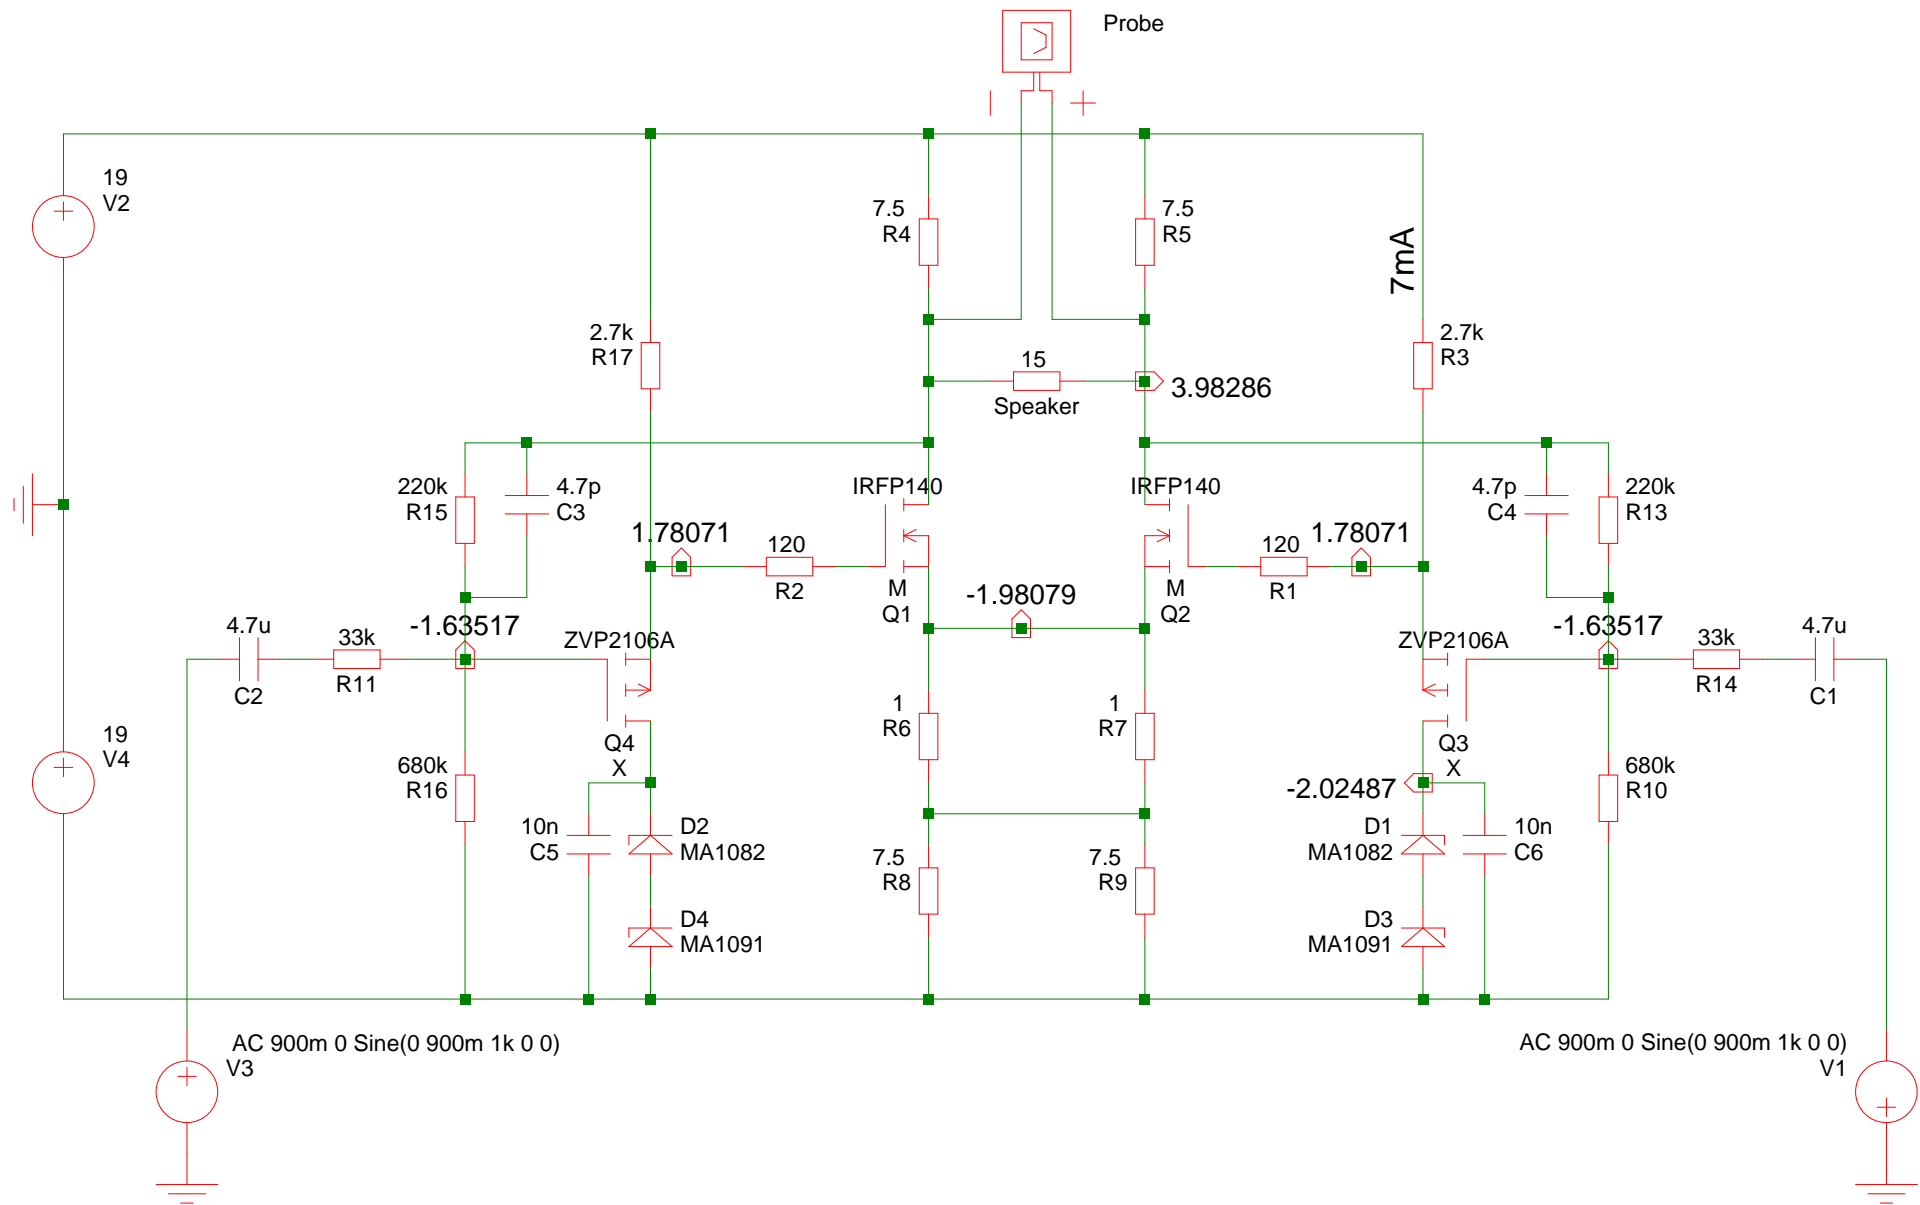 Probe
19
V2
7.5
R4
7.5
R5
7mA
2.7k
R17
2.7k
R3
15
Speaker
3.98286
220k
R15
4.7p
C3
IRFP140
IRFP140
4.7p
C4
220k
R13
1.78071
120
R2
M
Q1
-1.98079
M
Q2
120
R1
1.78071
4.7u
C2
33k
R11
-1.63517
ZVP2106A
Q4
X
ZVP2106A
Q3
X
-1.63517
33k
R14
4.7u
C1
1
R6
1
R7
19
V4
680k
R16
-2.02487
680k
R10
10n
C5
D2
MA1082
7.5
R8
7.5
R9
D1
MA1082
10n
C6
D4
MA1091
D3
MA1091
AC 900m 0 Sine(0 900m 1k 0 0)
V3
AC 900m 0 Sine(0 900m 1k 0 0)
V1